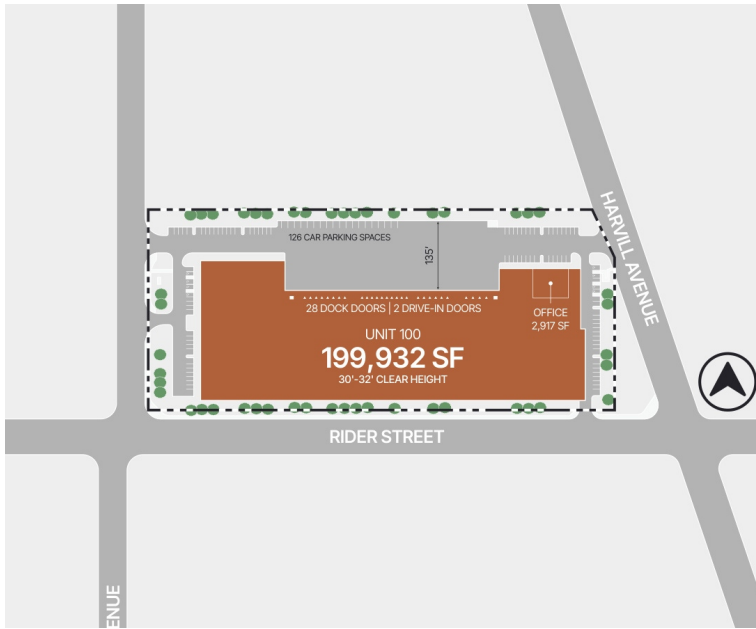 126 CAR PARKING SPACES
135'
HARVILL AVENUE
28 DOCK DOORS | 2 DRIVE-IN DOORS
OFFICE
2,917 SF
UNIT 100
199,932 SF
30'-32' CLEAR HEIGHT
RIDER STREET
ENUE